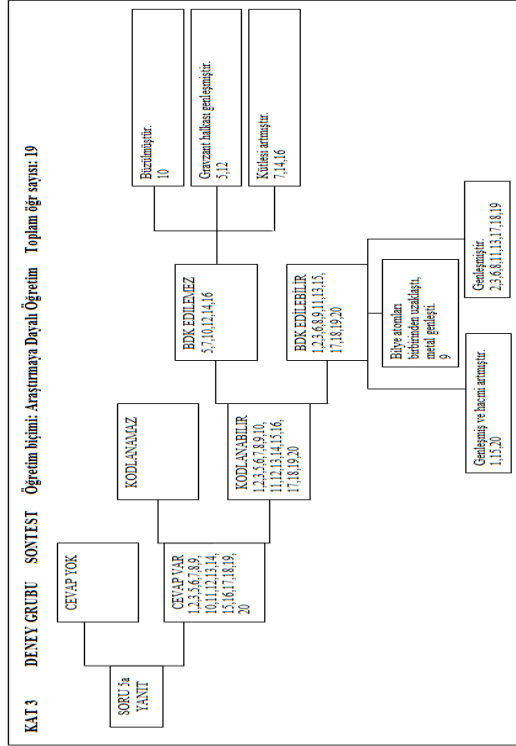 KAT 3 DENEY GRUBU SONTEST Öğretim biçimi: Araştırmaya Dayalı Öğretim Toplam öğr sayısı: 19
SORU 5a
YANIT
CEVAP YOK
CEVAP VAR
1,2,3,5,6,7,8,9,
10,11,12,13,14,
15,16,17,18,19,
20
KODLANAMAZ
KODLANABİLİR
1,2,3,5,6,7,8,9,10,
11,12,13,14,15,16,
17,18,19,20
BDK EDİLEMEZ
5,7,10,12,14,16
BDK EDİLEBİLİR
1,2,3,6,8,9,11,13,15,
17,18,19,20
Büzülmüştür.
10
Gravzant halkası genleşmiştir.
5,12
Kütlesi artmıştır.
7,14,16
Genleşmiş ve hacmi artmıştır.
1,15,20
Bilye atomları
birbirinden uzaklaştı,
metal genleşti.
9
Genleşmiştir.
2,3,6,8,11,13,17,18,19